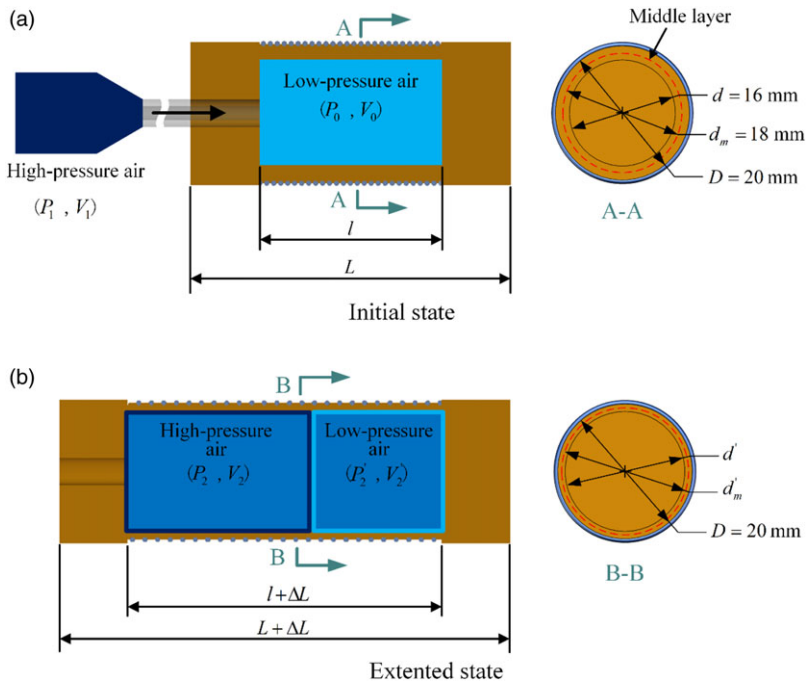 (a)
A
Low-pressure air
(P₀ , V₀)
High-pressure air
(P₁ , V₁)
A
l
L
Initial state
Middle layer
d = 16 mm
dₘ = 18 mm
D = 20 mm
A-A
(b)
B
High-pressure
air
(P₂ , V₂)
Low-pressure
air
(P₂' , V₂')
B
l + ΔL
L + ΔL
Extented state
d'
dₘ'
D = 20 mm
B-B